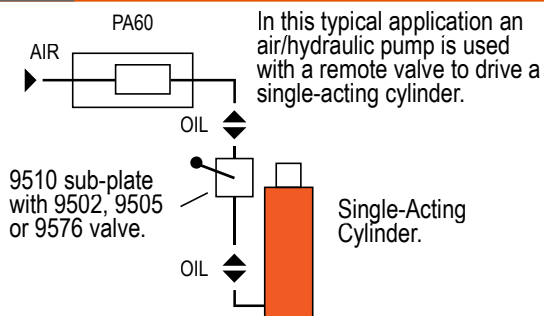 PA60
In this typical application an
air/hydraulic pump is used
with a remote valve to drive a
single-acting cylinder.
AIR
OIL
9510 sub-plate
with 9502, 9505
or 9576 valve.
Single-Acting
Cylinder.
OIL